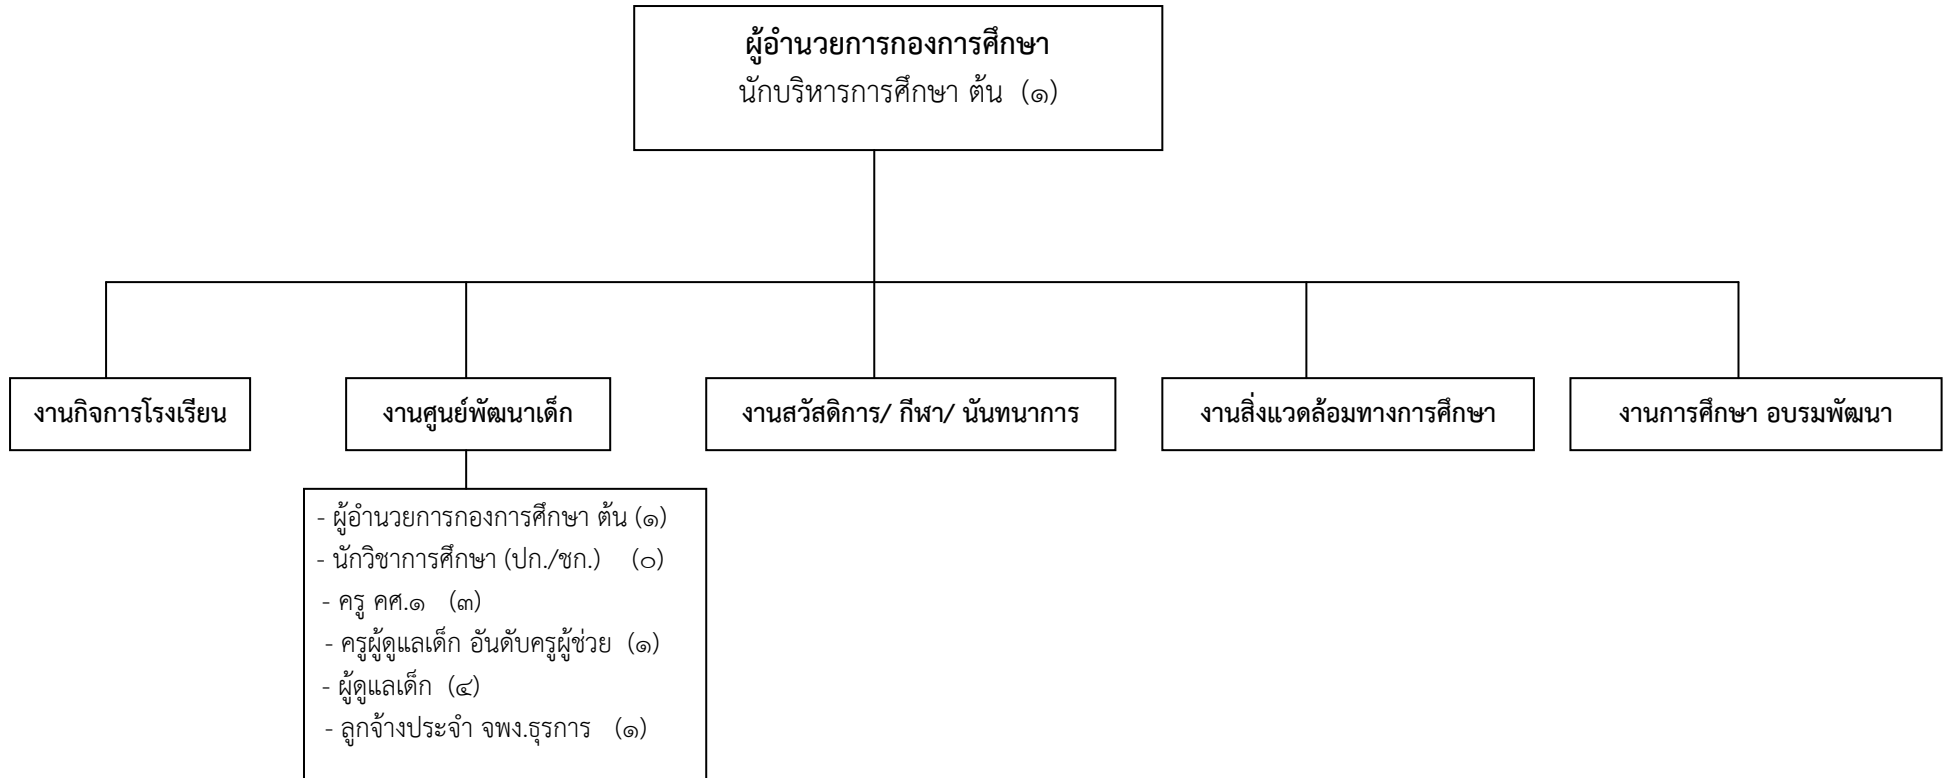 ผู้อำนวยการกองการศึกษา
นักบริหารการศึกษา ต้น (๑)
งานกิจการโรงเรียน
งานศูนย์พัฒนาเด็ก
งานสวัสดิการ/ กีฬา/ นันทนาการ
งานสิ่งแวดล้อมทางการศึกษา
งานการศึกษา อบรมพัฒนา
- ผู้อำนวยการกองการศึกษา ต้น (๑)
- นักวิชาการศึกษา (ปก./ชก.) (๐)
- ครู คศ.๑ (๓)
- ครูผู้ดูแลเด็ก อันดับครูผู้ช่วย (๑)
- ผู้ดูแลเด็ก (๔)
- ลูกจ้างประจำ จพง.ธุรการ (๑)